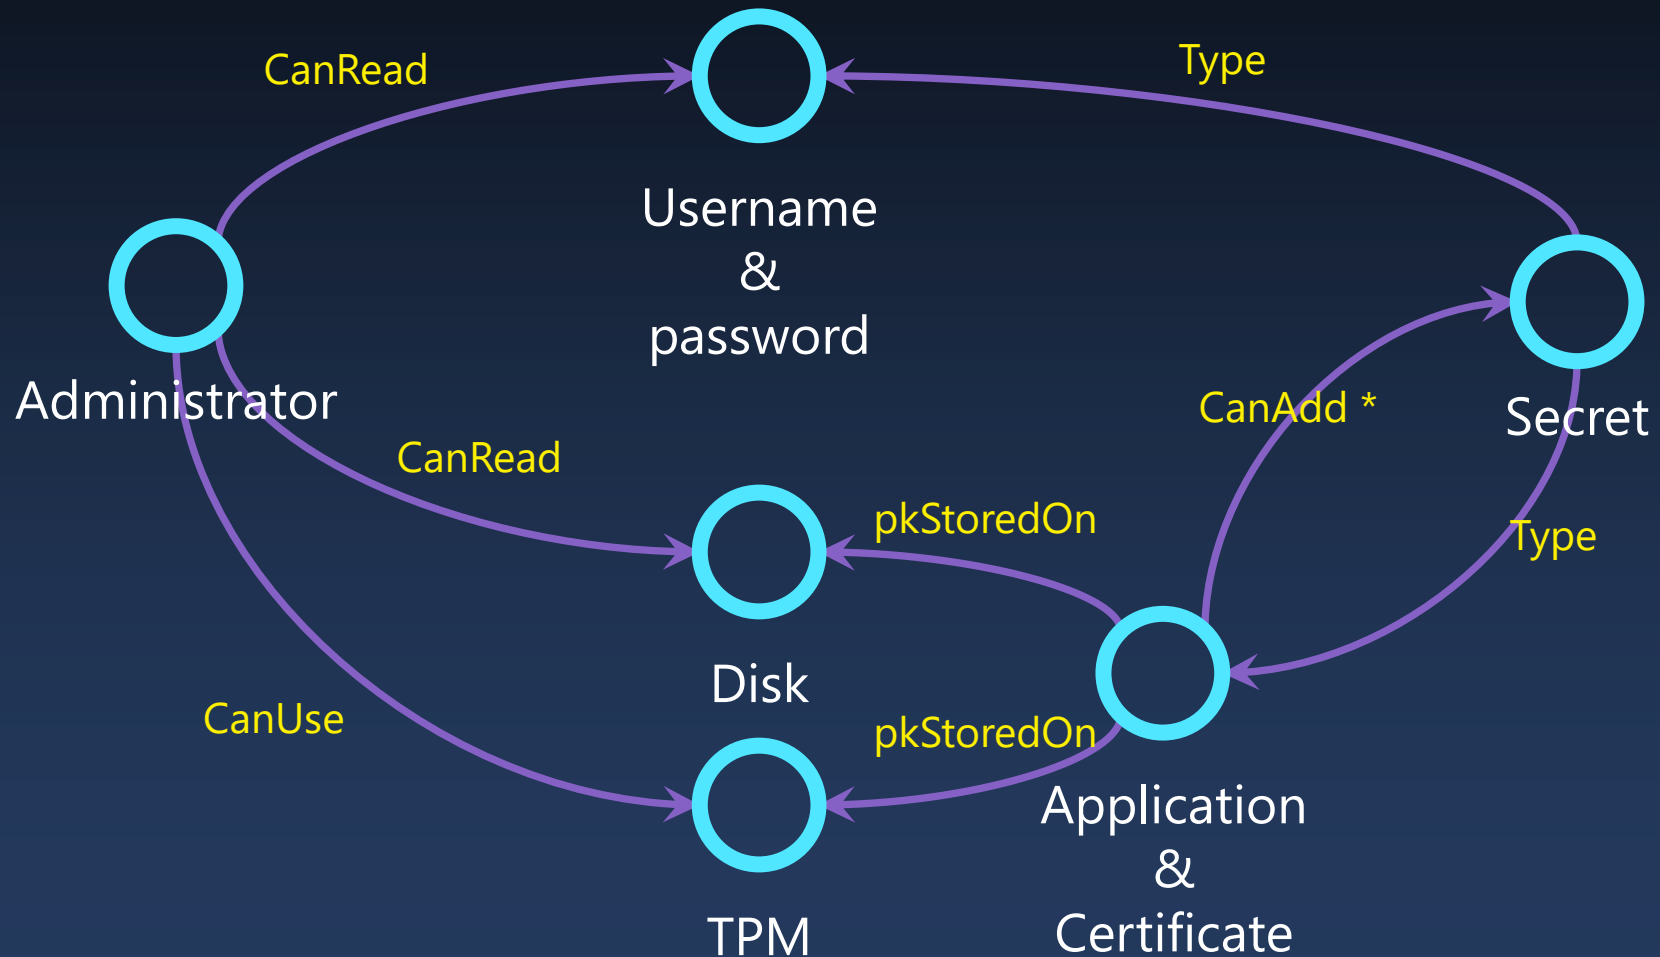 CanRead
Type
Username
&
password
Administrator
CanAdd *
Secret
CanRead
pkStoredOn
Type
Disk
CanUse
pkStoredOn
Application
&
Certificate
TPM